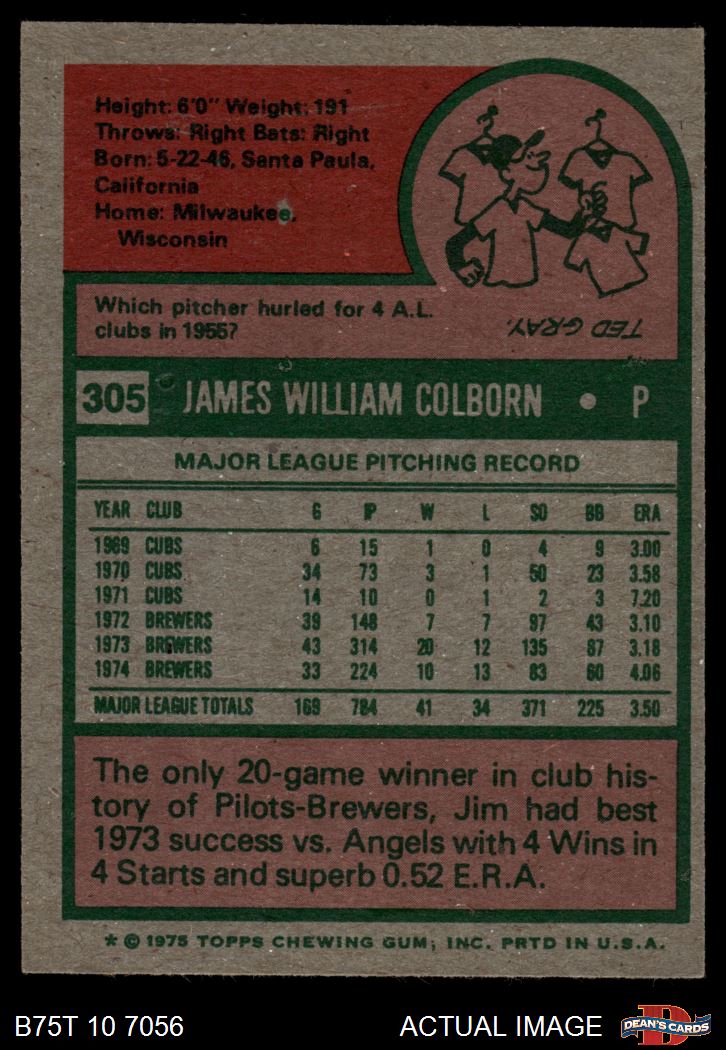 Height: 6'0" Weight: 191
Throws: Right Bats: Right
Born: 5-22-46, Santa Paula,
California
Home: Milwaukee,
Wisconsin
Which pitcher hurled for 4 A.L.
clubs in 1955?
TED GRAY.
305 JAMES WILLIAM COLBORN • P
MAJOR LEAGUE PITCHING RECORD
YEAR CLUB G IP W L SO BB ERA
1969 CUBS 6 15 1 0 4 9 3.00
1970 CUBS 34 73 3 1 50 23 3.58
1971 CUBS 14 10 0 1 2 3 7.20
1972 BREWERS 39 148 7 7 97 43 3.10
1973 BREWERS 43 314 20 12 135 87 3.18
1974 BREWERS 33 224 10 13 83 60 4.06
MAJOR LEAGUE TOTALS 169 784 41 34 371 225 3.50
The only 20-game winner in club his-
tory of Pilots-Brewers, Jim had best
1973 success vs. Angels with 4 Wins in
4 Starts and superb 0.52 E.R.A.
* © 1975 TOPPS CHEWING GUM, INC. PRTD IN U.S.A.
B75T 10 7056 ACTUAL IMAGE D DEAN'S CARDS